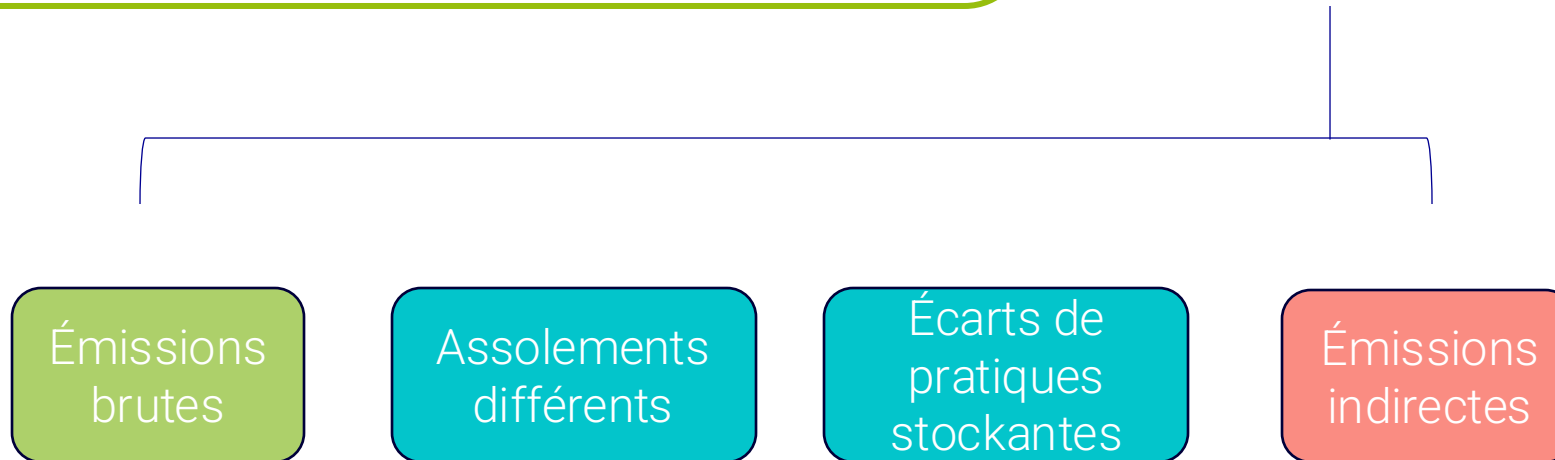 Émissions
brutes
Assolements
différents
Écarts de
pratiques
stockantes
Émissions
indirectes